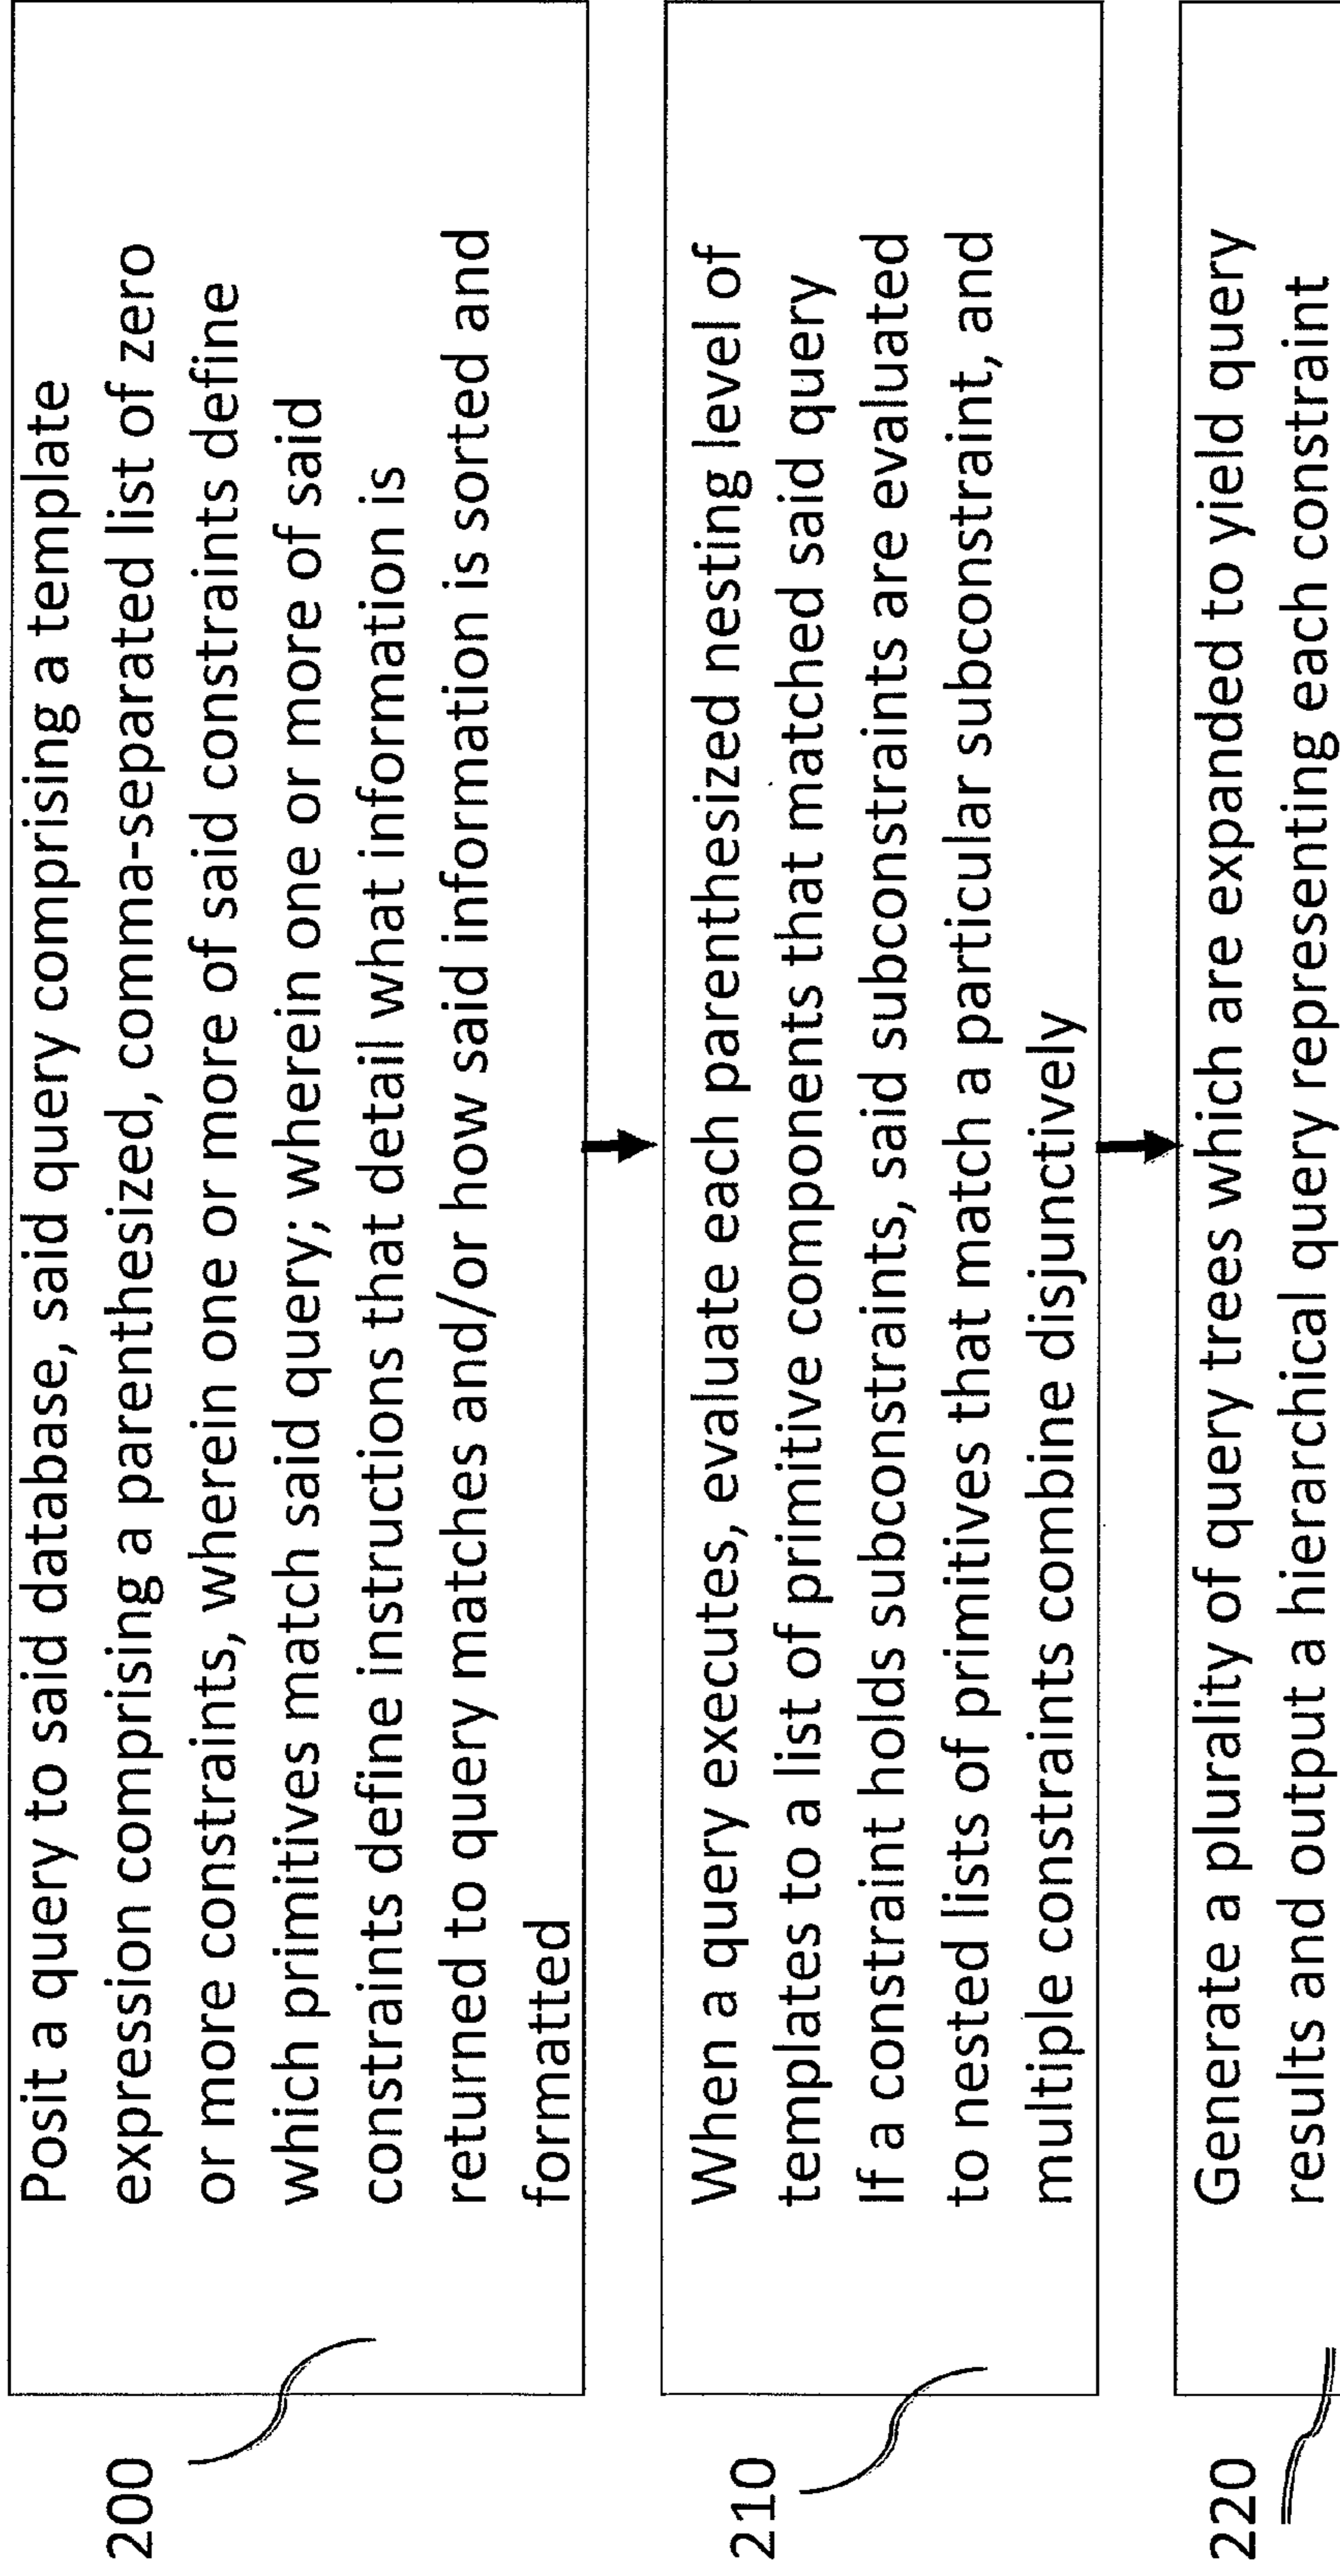 200
Posit a query to said database, said query comprising a template
expression comprising a parenthesized, comma-separated list of zero
or more constraints, wherein one or more of said constraints define
which primitives match said query; wherein one or more of said
constraints define instructions that detail what information is
returned to query matches and/or how said information is sorted and
formatted
210
When a query executes, evaluate each parenthesized nesting level of
templates to a list of primitive components that matched said query
If a constraint holds subconstraints, said subconstraints are evaluated
to nested lists of primitives that match a particular subconstraint, and
multiple constraints combine disjunctively
220
Generate a plurality of query trees which are expanded to yield query
results and output a hierarchical query representing each constraint